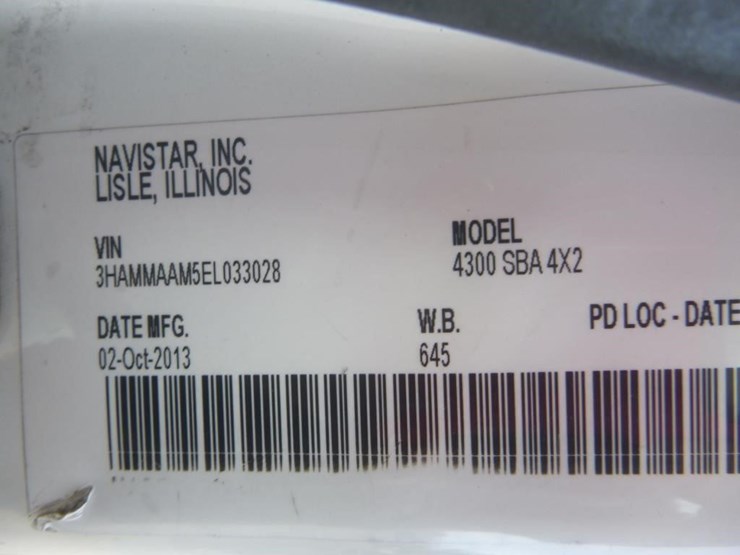 NAVISTAR, INC.
LISLE, ILLINOIS
VIN
3HAMMAAM5EL033028
MODEL
4300 SBA 4X2
DATE MFG.
02-Oct-2013
W.B.
645
PD LOC - DATE